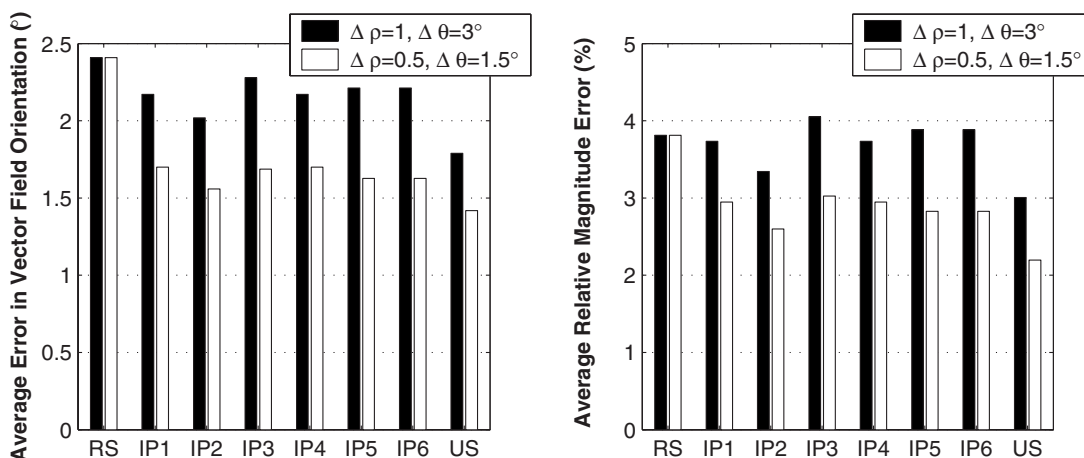 Average Error in Vector Field Orientation (°)
2.5
2
1.5
1
0.5
0
RS IP1 IP2 IP3 IP4 IP5 IP6 US
Δ ρ=1, Δ θ=3°
Δ ρ=0.5, Δ θ=1.5°
Average Relative Magnitude Error (%)
5
4
3
2
1
0
RS IP1 IP2 IP3 IP4 IP5 IP6 US
Δ ρ=1, Δ θ=3°
Δ ρ=0.5, Δ θ=1.5°